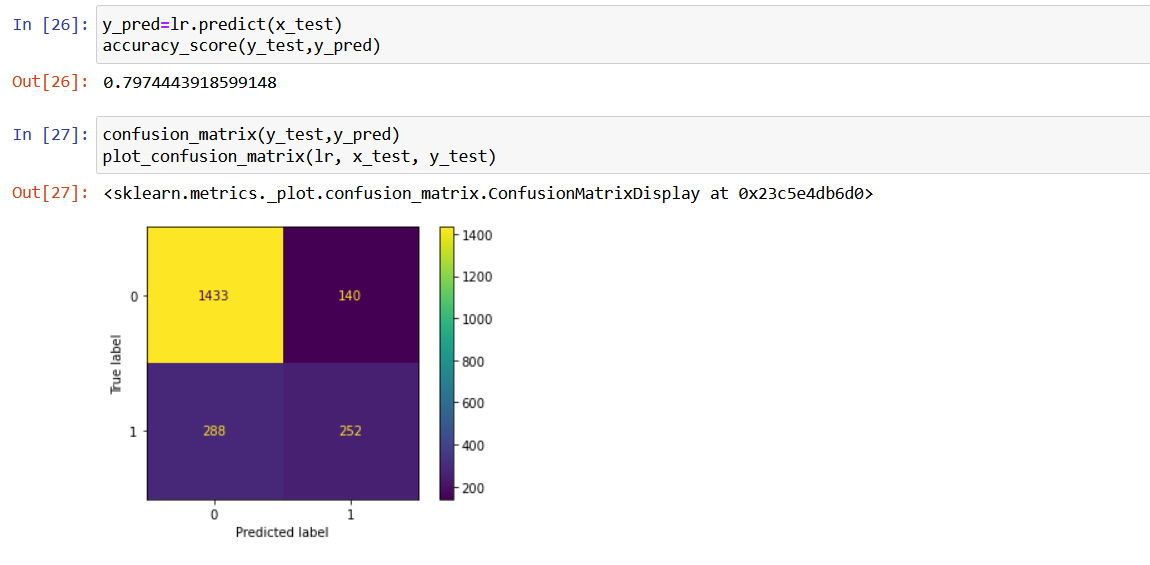 In [26]: y_pred=lr.predict(x_test)
accuracy_score(y_test,y_pred)
Out[26]: 0.7974443918599148
In [27]: confusion_matrix(y_test,y_pred)
plot_confusion_matrix(lr, x_test, y_test)
Out[27]: <sklearn.metrics._plot.confusion_matrix.ConfusionMatrixDisplay at 0x23c5e4db6d0>
1400
1200
1000
800
600
400
200
True label
0
1433
140
1
288
252
0
1
Predicted label